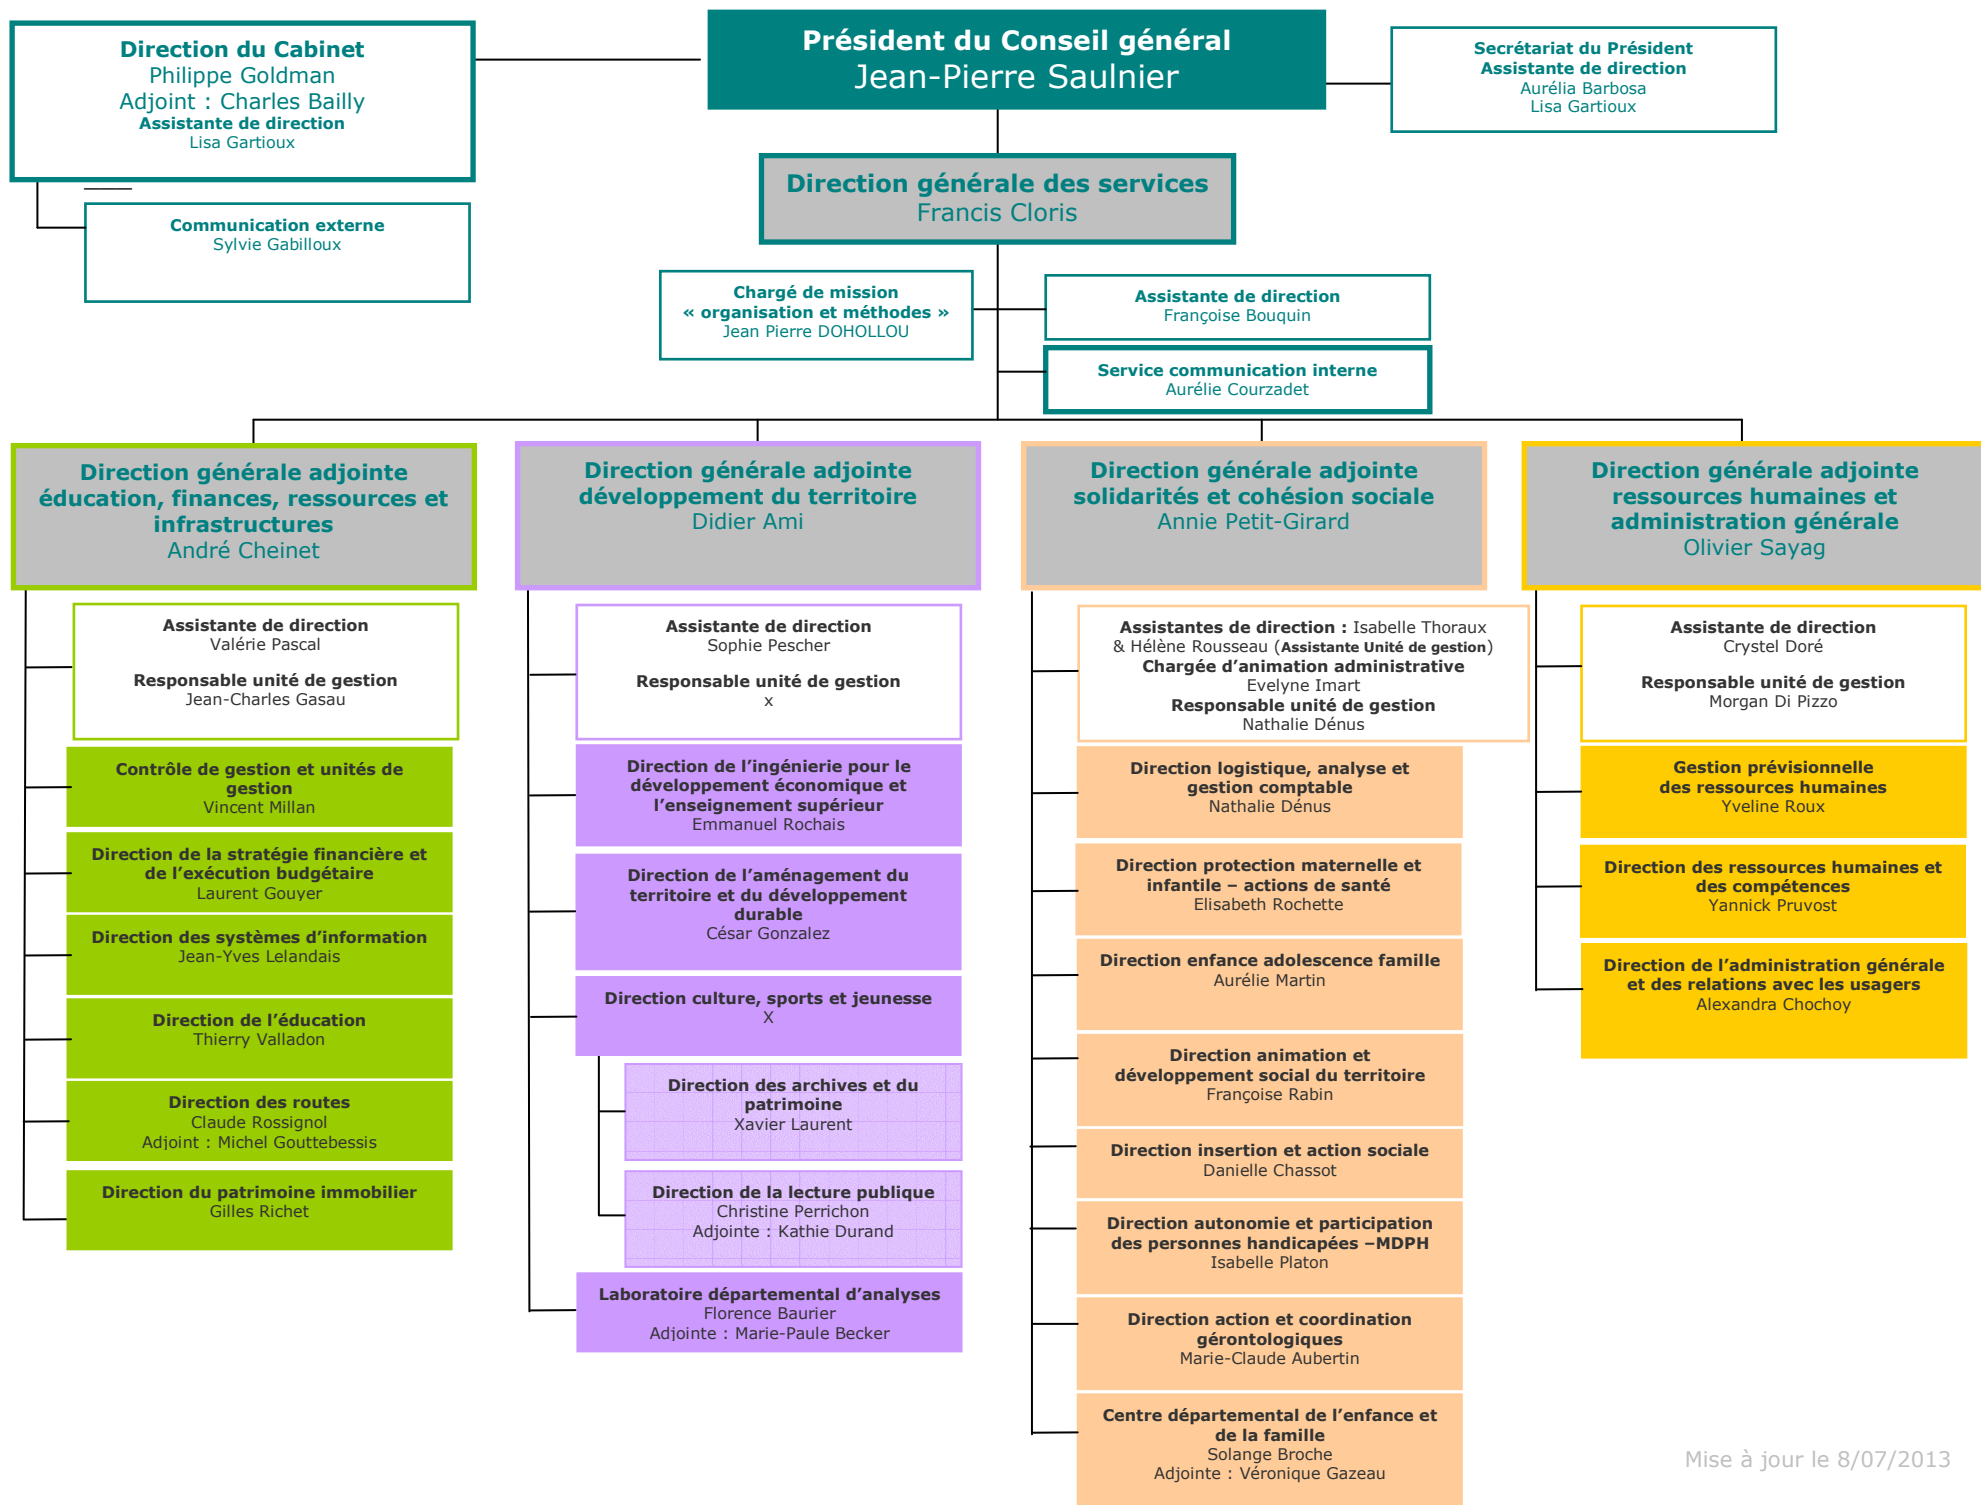 Direction du Cabinet
Philippe Goldman
Adjoint : Charles Bailly
Assistante de direction
Lisa Gartioux
Président du Conseil général
Jean-Pierre Saulnier
Secrétariat du Président
Assistante de direction
Aurélia Barbosa
Lisa Gartioux
Communication externe
Sylvie Gabilloux
Direction générale des services
Francis Cloris
Chargé de mission
« organisation et méthodes »
Jean Pierre DOHOLLOU
Assistante de direction
Françoise Bouquin
Service communication interne
Aurélie Courzadet
Direction générale adjointe
éducation, finances, ressources et
infrastructures
André Cheinet
Assistante de direction
Valérie Pascal
Responsable unité de gestion
Jean-Charles Gasau
Contrôle de gestion et unités de
gestion
Vincent Millan
Direction de la stratégie financière et
de l’exécution budgétaire
Laurent Gouyer
Direction des systèmes d’information
Jean-Yves Lelandais
Direction de l’éducation
Thierry Valladon
Direction des routes
Claude Rossignol
Adjoint : Michel Gouttebessis
Direction du patrimoine immobilier
Gilles Richet
Direction générale adjointe
développement du territoire
Didier Ami
Assistante de direction
Sophie Pescher
Responsable unité de gestion
x
Direction de l’ingénierie pour le
développement économique et
l’enseignement supérieur
Emmanuel Rochais
Direction de l’aménagement du
territoire et du développement
durable
César Gonzalez
Direction culture, sports et jeunesse
X
Direction des archives et du
patrimoine
Xavier Laurent
Direction de la lecture publique
Christine Perrichon
Adjointe : Kathie Durand
Laboratoire départemental d’analyses
Florence Baurier
Adjointe : Marie-Paule Becker
Direction générale adjointe
solidarités et cohésion sociale
Annie Petit-Girard
Assistantes de direction : Isabelle Thoraux
& Hélène Rousseau (Assistante Unité de gestion)
Chargée d’animation administrative
Evelyne Imart
Responsable unité de gestion
Nathalie Dénus
Direction logistique, analyse et
gestion comptable
Nathalie Dénus
Direction protection maternelle et
infantile – actions de santé
Elisabeth Rochette
Direction enfance adolescence famille
Aurélie Martin
Direction animation et
développement social du territoire
Françoise Rabin
Direction insertion et action sociale
Danielle Chassot
Direction autonomie et participation
des personnes handicapées –MDPH
Isabelle Platon
Direction action et coordination
gérontologiques
Marie-Claude Aubertin
Centre départemental de l’enfance et
de la famille
Solange Broche
Adjointe : Véronique Gazeau
Direction générale adjointe
ressources humaines et
administration générale
Olivier Sayag
Assistante de direction
Crystel Doré
Responsable unité de gestion
Morgan Di Pizzo
Gestion prévisionnelle
des ressources humaines
Yveline Roux
Direction des ressources humaines et
des compétences
Yannick Pruvost
Direction de l’administration générale
et des relations avec les usagers
Alexandra Chochoy
Mise à jour le 8/07/2013